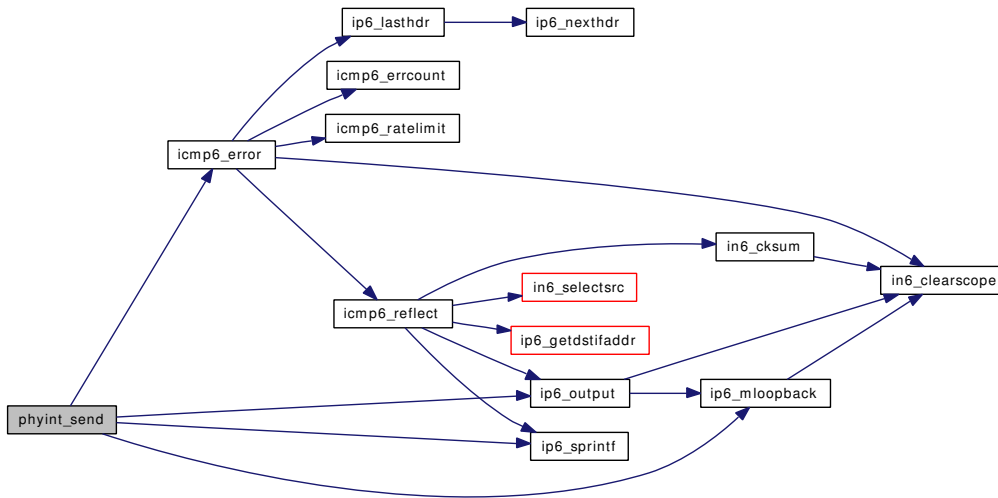 ip6_lasthdr
ip6_nexthdr
icmp6_errcount
icmp6_ratelimit
icmp6_error
in6_cksum
in6_clearscope
in6_selectsrc
icmp6_reflect
ip6_getdstifaddr
ip6_output
ip6_mloopback
phyint_send
ip6_sprintf